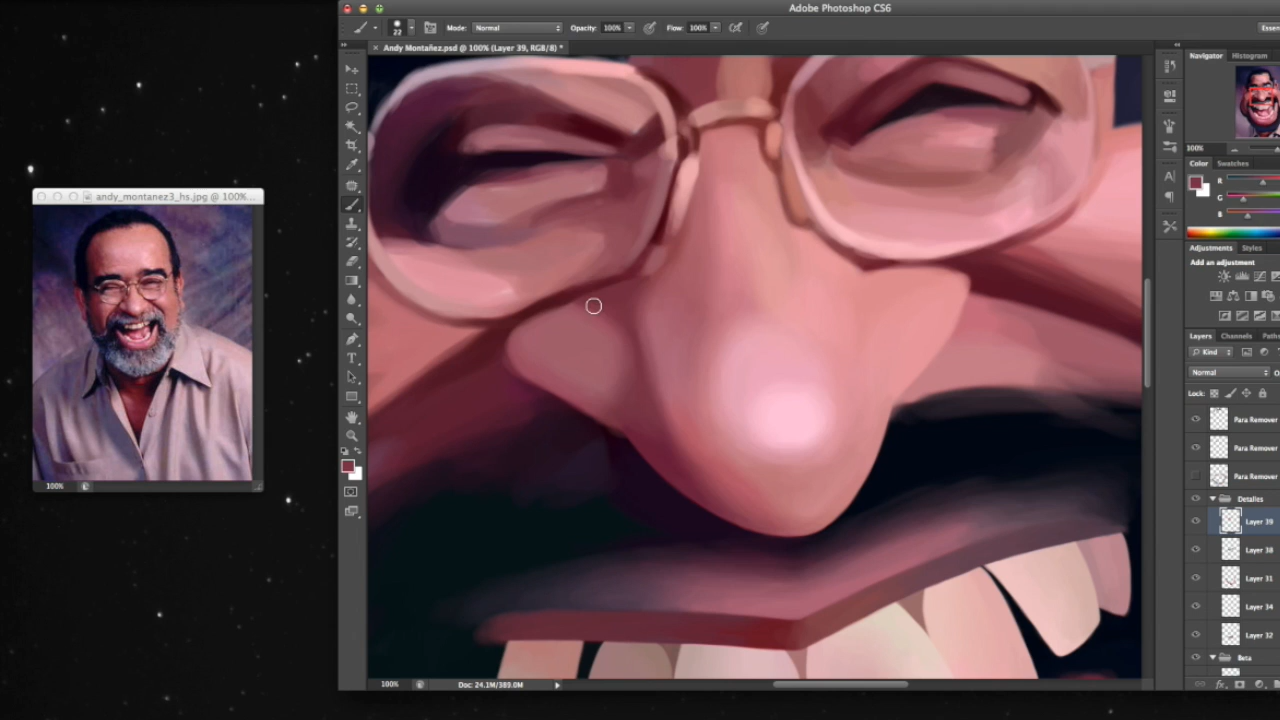 Adobe Photoshop CS6
22
Mode: Normal
Opacity: 100%
Flow: 100%
Essen
Andy Montañez.psd @ 100% (Layer 39, RGB/8) *
Navigator
Histogram
100%
Color
Swatches
R
G
B
Adjustments
Styles
Add an adjustment
Layers
Channels
Paths
Kind
Normal
Lock:
Para Remover
Para Remover
Para Remover
Detalles
Layer 39
Layer 38
Layer 31
Layer 34
Layer 32
Beta
andy_montanez3_hs.jpg @ 100%...
100%
100%
Doc: 24.1M/389.0M